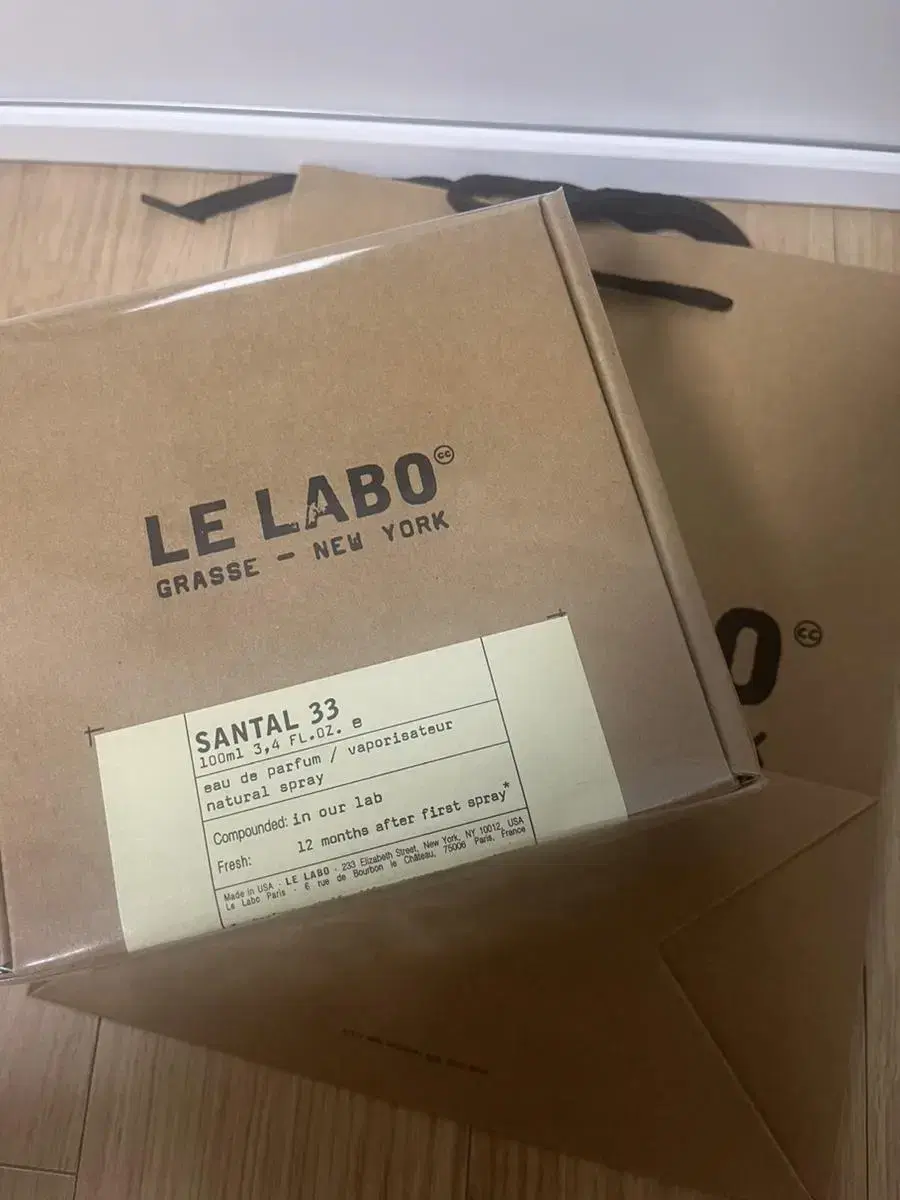 LE LABO
cc
GRASSE – NEW YORK
SANTAL 33
100ml 3,4 FL.OZ. e
eau de parfum / vaporisateur
natural spray
Compounded: in our lab
Fresh: 12 months after first spray*
Made in USA - LE LABO - 233 Elizabeth Street, New York, NY 10012, USA
Le Labo Paris - 6 rue de Bourbon le Château, 75006 Paris, France
O
cc